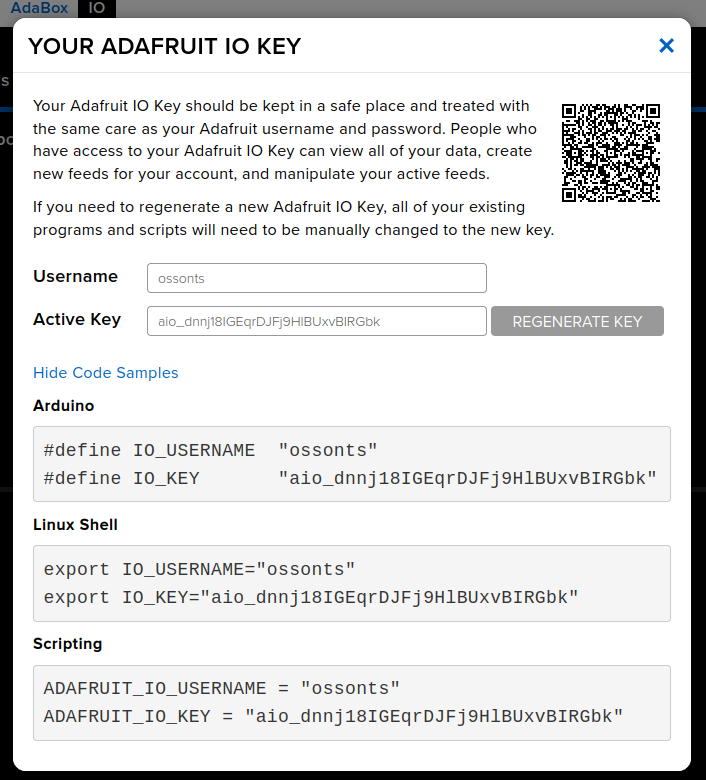 AdaBox IO
YOUR ADAFRUIT IO KEY
Your Adafruit IO Key should be kept in a safe place and treated with
the same care as your Adafruit username and password. People who
have access to your Adafruit IO Key can view all of your data, create
new feeds for your account, and manipulate your active feeds.
If you need to regenerate a new Adafruit IO Key, all of your existing
programs and scripts will need to be manually changed to the new key.
Username ossonts
Active Key aio_dnnj18IGEqrDJFj9HlBUxvBIRGbk REGENERATE KEY
Hide Code Samples
Arduino
#define IO_USERNAME  "ossonts"
#define IO_KEY       "aio_dnnj18IGEqrDJFj9HlBUxvBIRGbk"
Linux Shell
export IO_USERNAME="ossonts"
export IO_KEY="aio_dnnj18IGEqrDJFj9HlBUxvBIRGbk"
Scripting
ADAFRUIT_IO_USERNAME = "ossonts"
ADAFRUIT_IO_KEY = "aio_dnnj18IGEqrDJFj9HlBUxvBIRGbk"